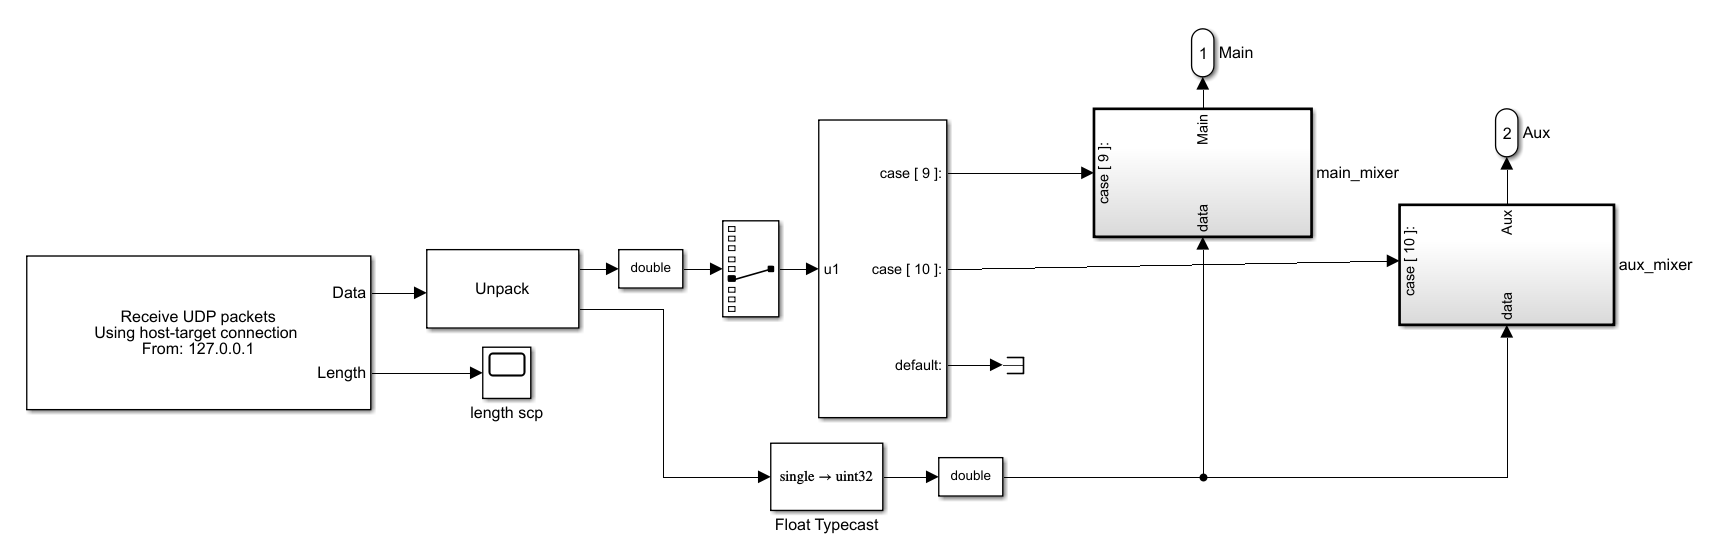 1
Main
2
Aux
Main
case [ 9 ]:
data
main_mixer
Aux
case [ 10 ]:
data
aux_mixer
case [ 9 ]:
u1
case [ 10 ]:
default:
double
Unpack
Data
Receive UDP packets
Using host-target connection
From: 127.0.0.1
Length
length scp
single → uint32
Float Typecast
double